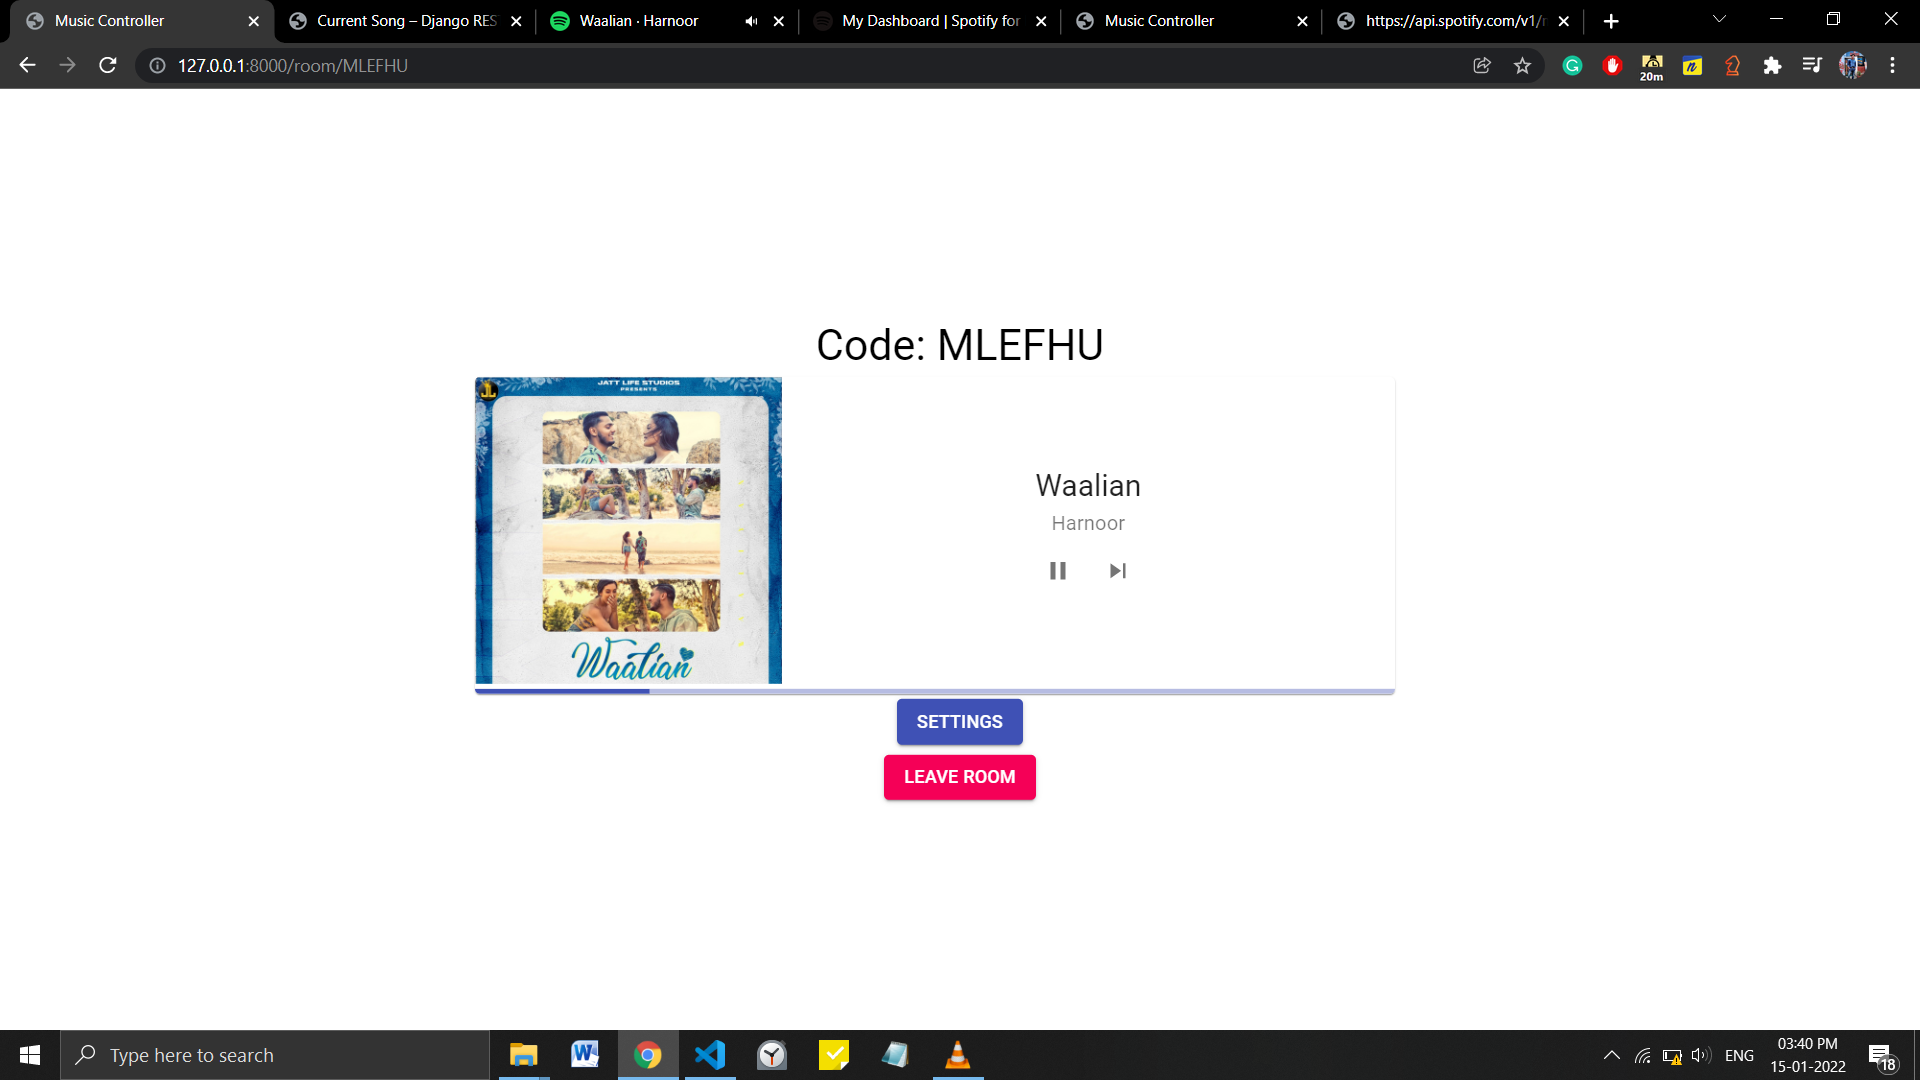 Music Controller
Current Song – Django RES
Waalian · Harnoor
My Dashboard | Spotify for
Music Controller
https://api.spotify.com/v1/
127.0.0.1:8000/room/MLEFHU
20m
Code: MLEFHU
JL
JATT LIFE STUDIOS
PRESENTS
Waalian
Waalian
Harnoor
SETTINGS
LEAVE ROOM
Type here to search
ENG
03:40 PM
15-01-2022
18